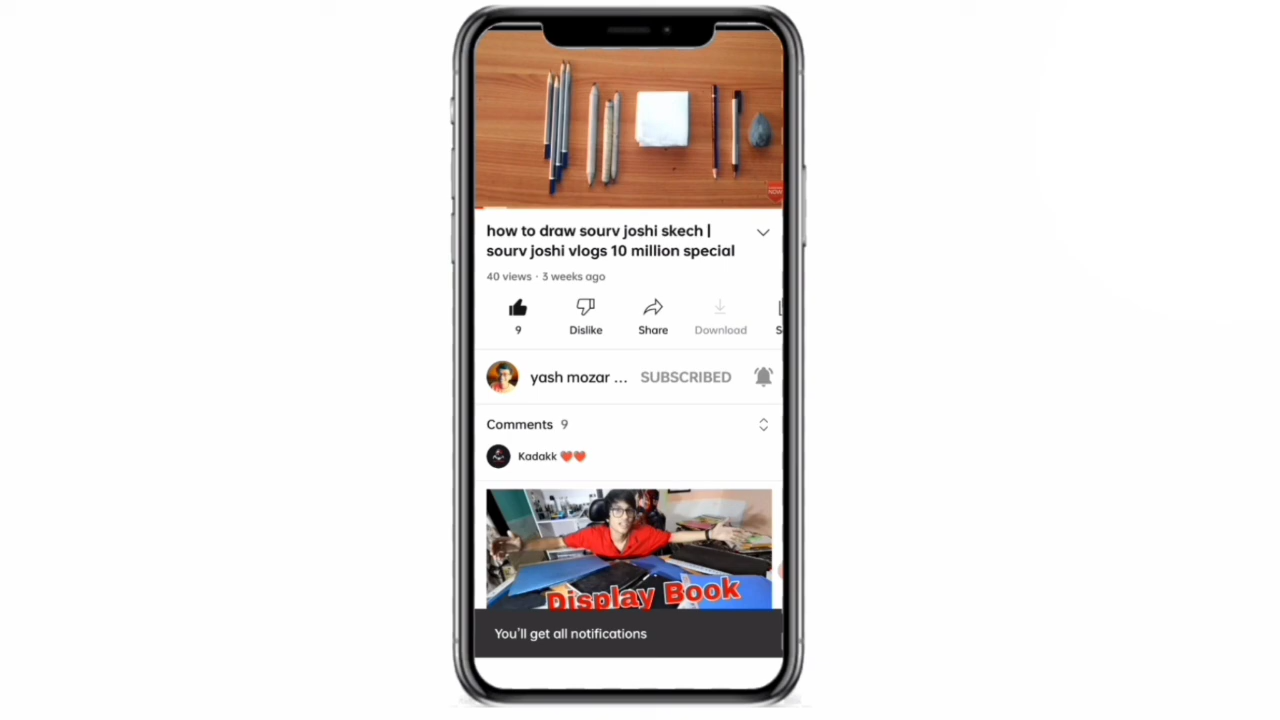 NOW
how to draw sourv joshi skech |
sourv joshi vlogs 10 million special
40 views · 3 weeks ago
9 Dislike Share Download
yash mozar ... SUBSCRIBED
Comments 9
Kadakk ❤️❤️
Display Book
You'll get all notifications